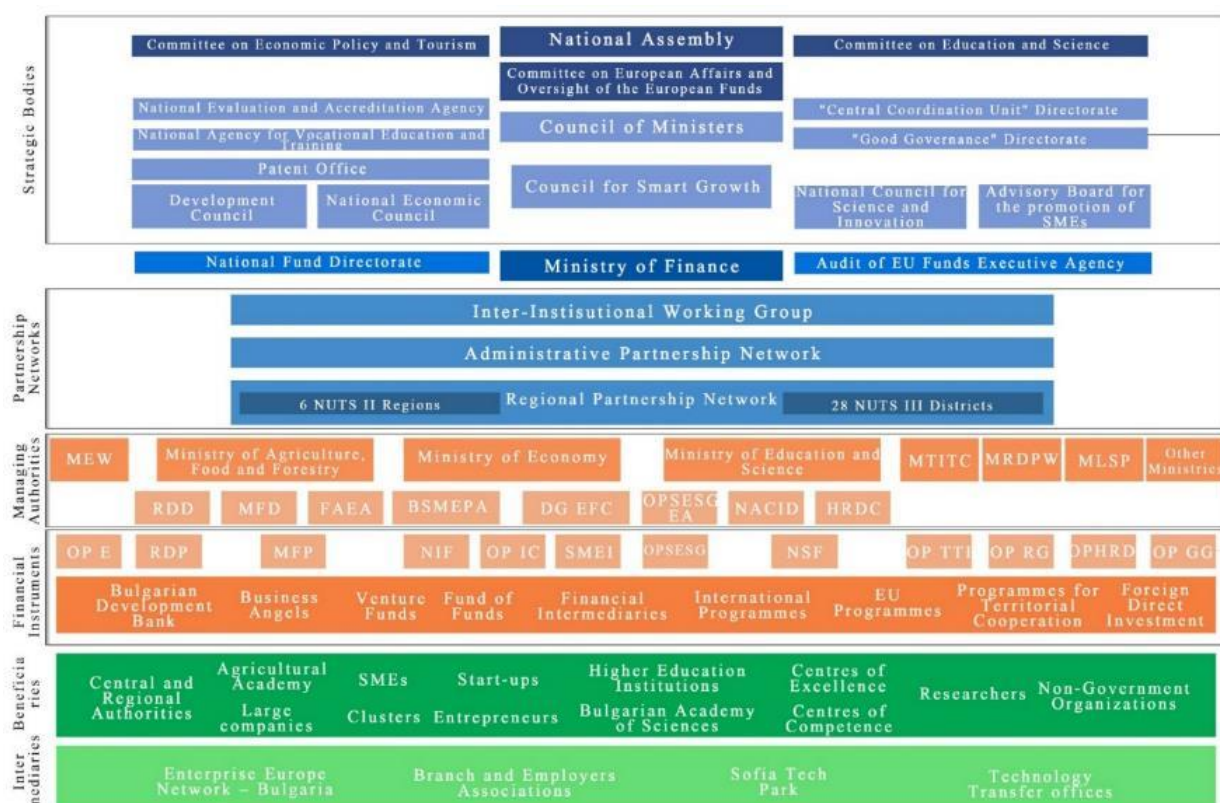 Strategic Bodies
Committee on Economic Policy and Tourism
National Assembly
Committee on Education and Science
Committee on European Affairs and
Oversight of the European Funds
National Evaluation and Accreditation Agency
National Agency for Vocational Education and
Training
Patent Office
Development
Council
National Economic
Council
Council of Ministers
Council for Smart Growth
"Central Coordination Unit" Directorate
"Good Governance" Directorate
National Council for
Science and
Innovation
Advisory Board for
the promotion of
SMEs
National Fund Directorate
Ministry of Finance
Audit of EU Funds Executive Agency
Partnership
Networks
Inter-Instisutional Working Group
Administrative Partnership Network
Regional Partnership Network
6 NUTS II Regions
28 NUTS III Districts
Managing
Authorities
MEW
Ministry of Agriculture,
Food and Forestry
Ministry of Economy
Ministry of Education and
Science
MTITC
MRDPW
MLSP
Other
Ministries
RDD
MFD
FAEA
BSMEPA
DG EFC
OPSESG
EA
NACID
HRDC
Financial
Instruments
OP E
RDP
MFP
NIF
OP IC
SMEI
OPSESG
NSF
OP TTI
OP RG
OPHRD
OP GG
Bulgarian
Development
Bank
Business
Angels
Venture
Funds
Fund of
Funds
Financial
Intermediaries
International
Programmes
EU
Programmes
Programmes for
Territorial
Cooperation
Foreign
Direct
Investment
Beneficia
ries
Central and
Regional
Authorities
Agricultural
Academy
Large
companies
SMEs
Clusters
Start-ups
Entrepreneurs
Higher Education
Institutions
Bulgarian Academy
of Sciences
Centres of
Excellence
Centres of
Competence
Researchers
Non-Government
Organizations
Inter
mediaries
Enterprise Europe
Network – Bulgaria
Branch and Employers
Associations
Sofia Tech
Park
Technology
Transfer offices